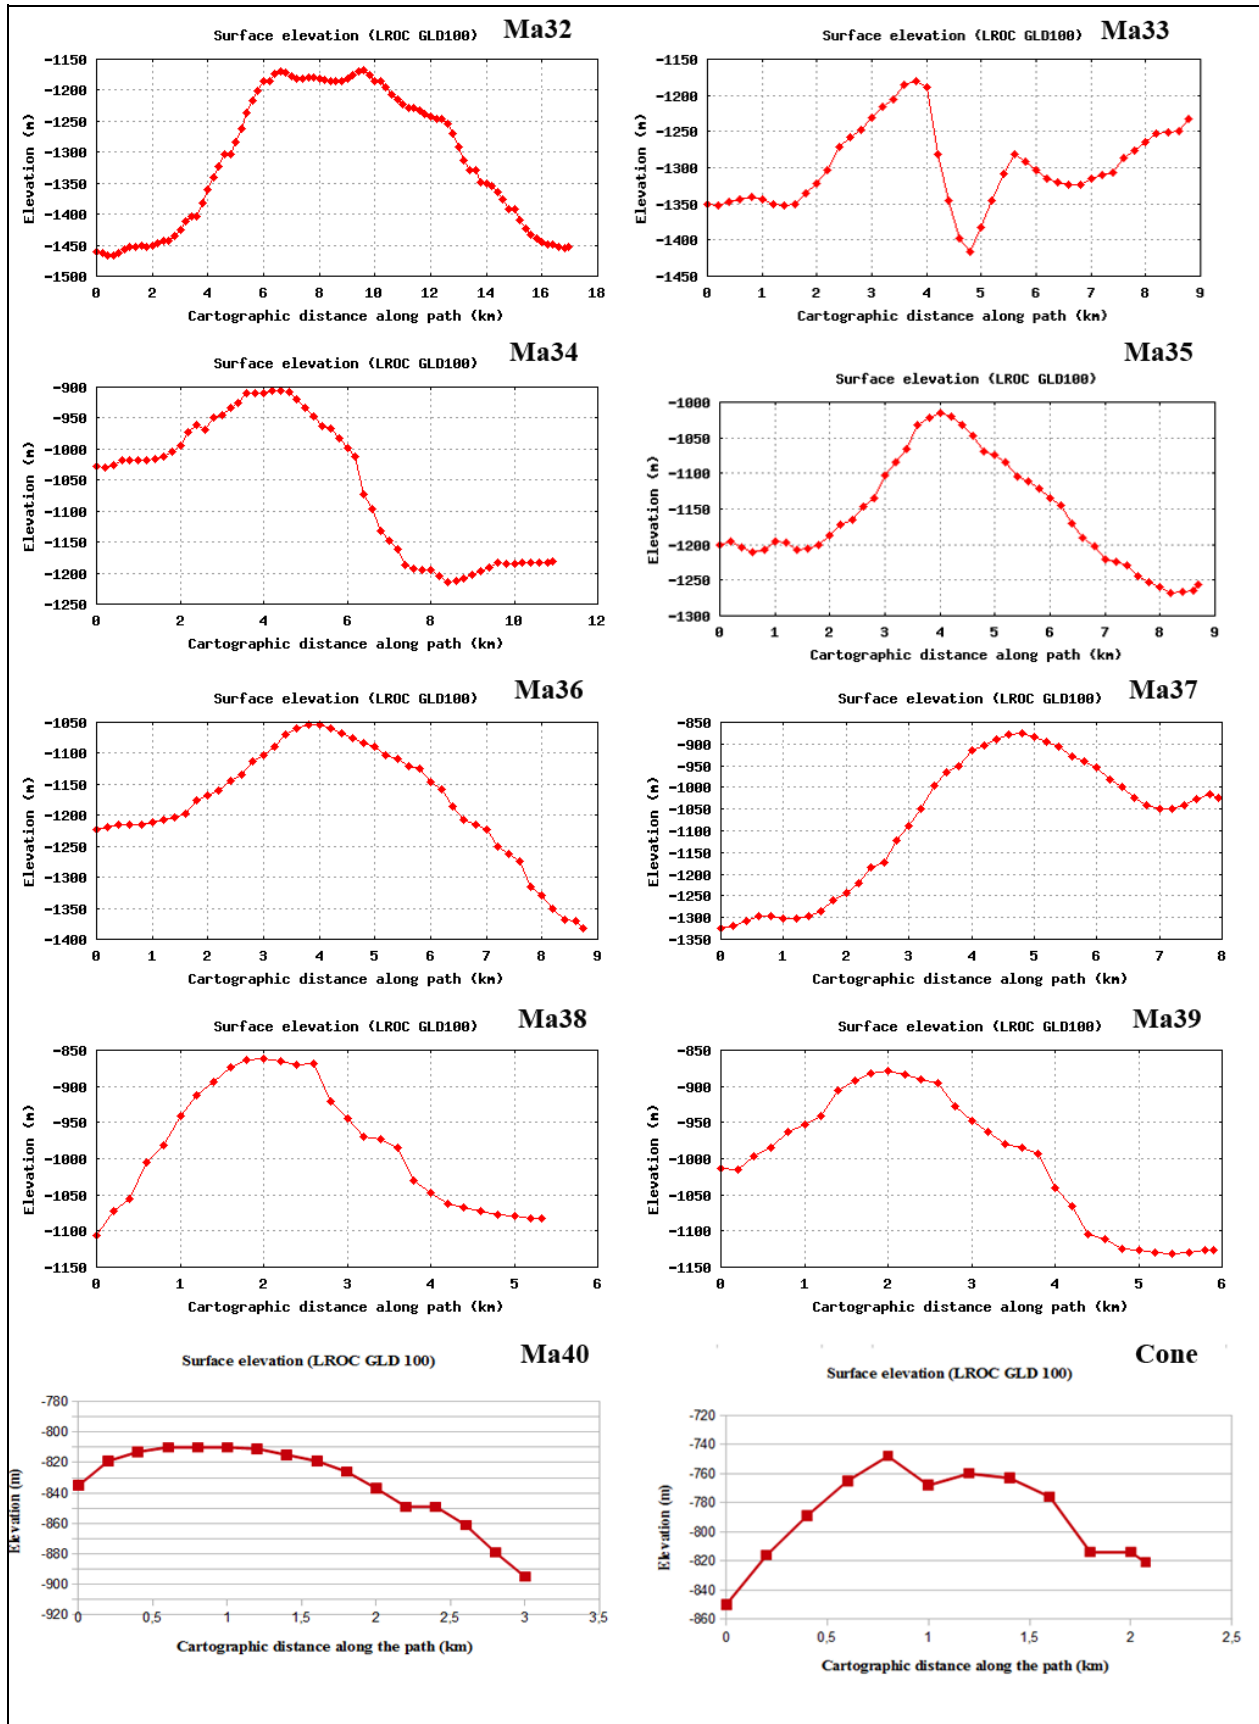 Surface elevation (LROC GLD100) Ma32
-1150
-1200
-1250
-1300
-1350
-1400
-1450
-1500
Elevation (m)
0 2 4 6 8 10 12 14 16 18
Cartographic distance along path (km)
Surface elevation (LROC GLD100) Ma33
-1150
-1200
-1250
-1300
-1350
-1400
-1450
Elevation (m)
0 1 2 3 4 5 6 7 8 9
Cartographic distance along path (km)
Surface elevation (LROC GLD100) Ma34
-900
-950
-1000
-1050
-1100
-1150
-1200
-1250
Elevation (m)
0 2 4 6 8 10 12
Cartographic distance along path (km)
Ma35
Surface elevation (LROC GLD100)
-1000
-1050
-1100
-1150
-1200
-1250
-1300
Elevation (m)
0 1 2 3 4 5 6 7 8 9
Cartographic distance along path (km)
Surface elevation (LROC GLD100) Ma36
-1050
-1100
-1150
-1200
-1250
-1300
-1350
-1400
Elevation (m)
0 1 2 3 4 5 6 7 8 9
Cartographic distance along path (km)
Surface elevation (LROC GLD100) Ma37
-850
-900
-950
-1000
-1050
-1100
-1150
-1200
-1250
-1300
-1350
Elevation (m)
0 1 2 3 4 5 6 7 8
Cartographic distance along path (km)
Surface elevation (LROC GLD100) Ma38
-850
-900
-950
-1000
-1050
-1100
-1150
Elevation (m)
0 1 2 3 4 5 6
Cartographic distance along path (km)
Surface elevation (LROC GLD100) Ma39
-850
-900
-950
-1000
-1050
-1100
-1150
Elevation (m)
0 1 2 3 4 5 6
Cartographic distance along path (km)
Surface elevation (LROC GLD 100) Ma40
-780
-800
-820
-840
-860
-880
-900
-920
Elevation (m)
0 0,5 1 1,5 2 2,5 3 3,5
Cartographic distance along the path (km)
Cone
Surface elevation (LROC GLD 100)
-720
-740
-760
-780
-800
-820
-840
-860
Elevation (m)
0 0,5 1 1,5 2 2,5
Cartographic distance along the path (km)